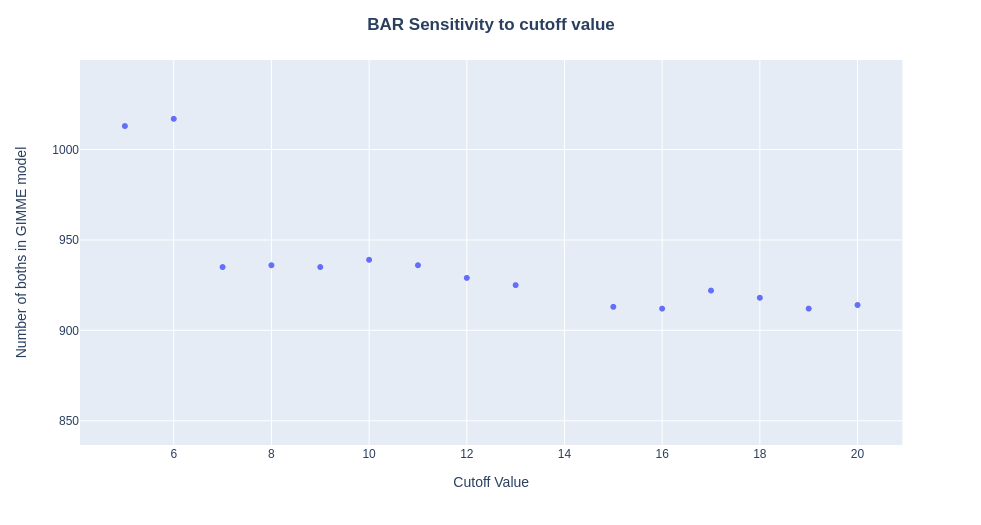 BAR Sensitivity to cutoff value
Number of boths in GIMME model
1000
950
900
850
6 8 10 12 14 16 18 20
Cutoff Value